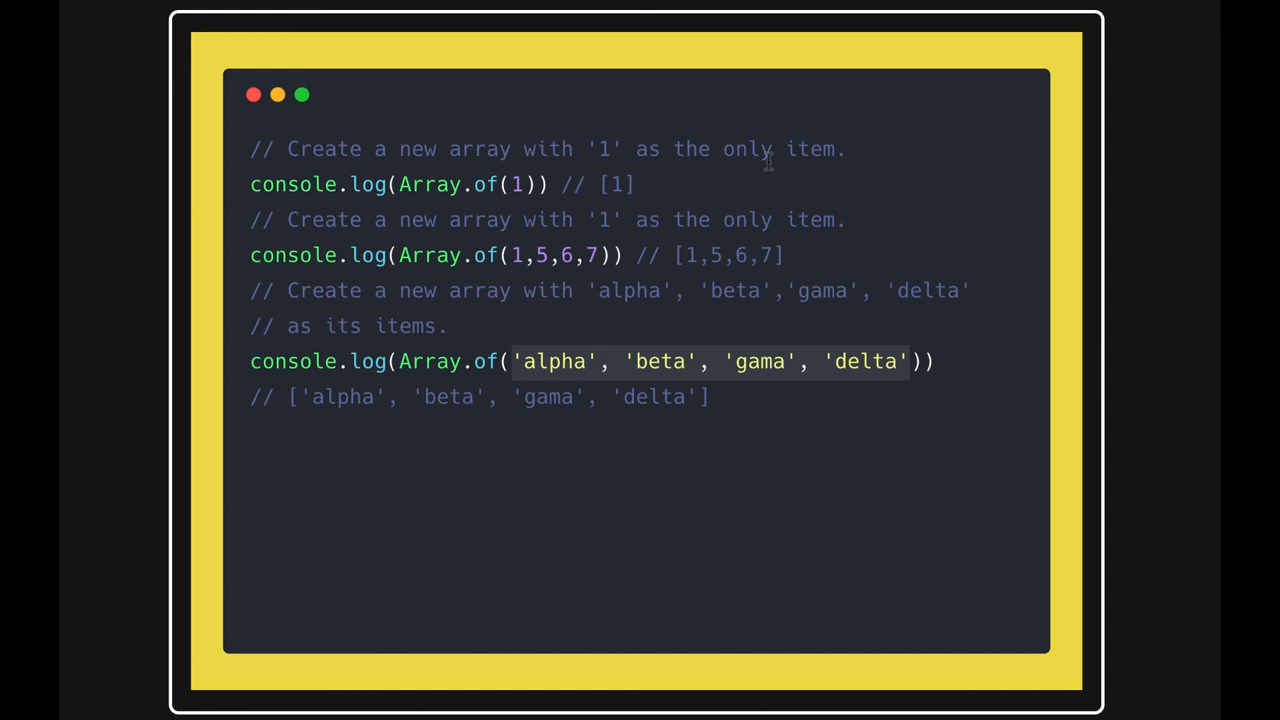 // Create a new array with '1' as the only item.
console.log(Array.of(1)) // [1]
// Create a new array with '1' as the only item.
console.log(Array.of(1,5,6,7)) // [1,5,6,7]
// Create a new array with 'alpha', 'beta','gama', 'delta'
// as its items.
console.log(Array.of('alpha', 'beta', 'gama', 'delta'))
// ['alpha', 'beta', 'gama', 'delta']